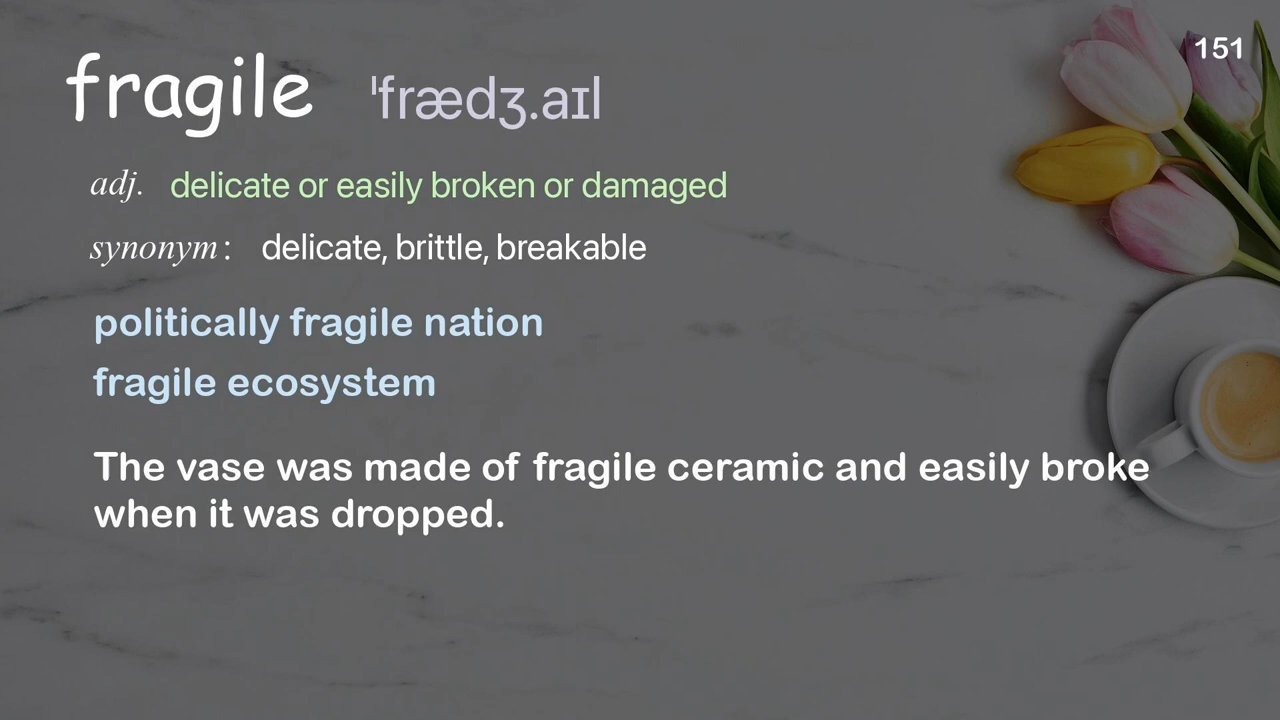 151
fragile ˈfrædʒ.aɪl
adj. delicate or easily broken or damaged
synonym: delicate, brittle, breakable
politically fragile nation
fragile ecosystem
The vase was made of fragile ceramic and easily broke
when it was dropped.